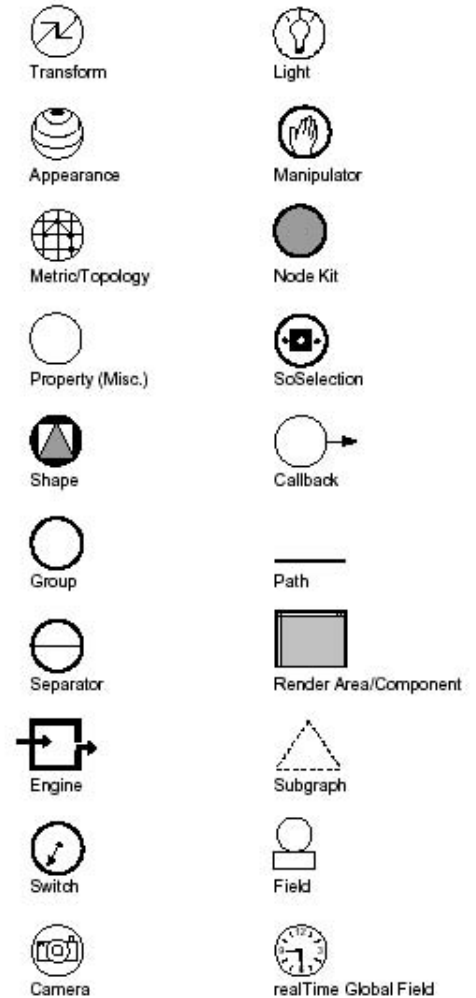 Transform
Light
Appearance
Manipulator
Metric/Topology
Node Kit
Property (Misc.)
SoSelection
Shape
Callback
Group
Path
Separator
Render Area/Component
Engine
Subgraph
Switch
Field
Camera
realTime Global Field